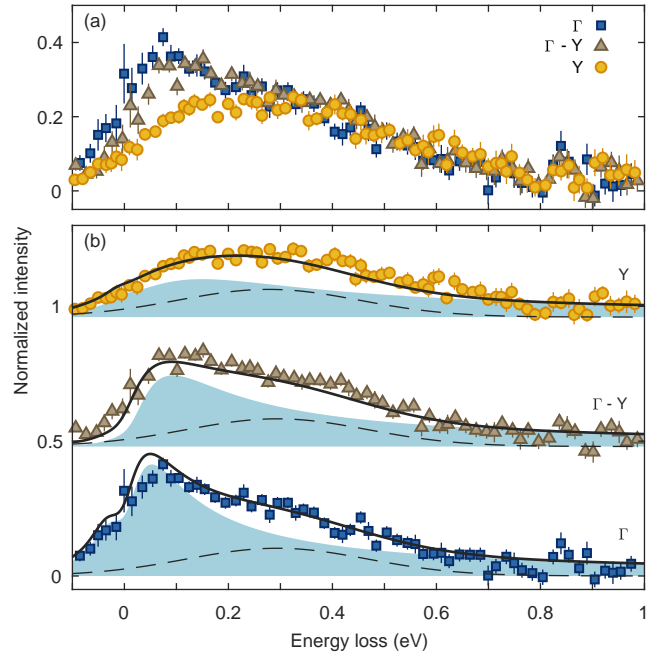 (a)
Γ
Γ - Y
Y
0.4
0.2
0
(b)
Y
1
Γ - Y
0.5
Γ
0
Normalized intensity
0 0.2 0.4 0.6 0.8 1
Energy loss (eV)